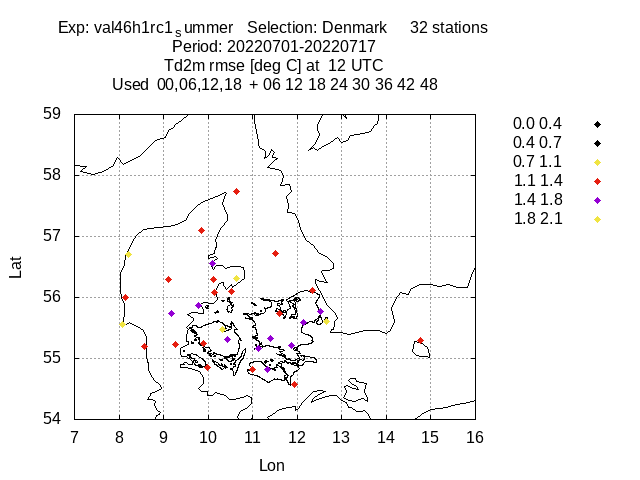 Exp: val46h1rc1_summer Selection: Denmark 32 stations
Period: 20220701-20220717
Td2m rmse [deg C] at 12 UTC
Used 00,06,12,18 + 06 12 18 24 30 36 42 48
0.0 0.4
0.4 0.7
0.7 1.1
1.1 1.4
1.4 1.8
1.8 2.1
59
58
57
56
55
54
Lat
7 8 9 10 11 12 13 14 15 16
Lon